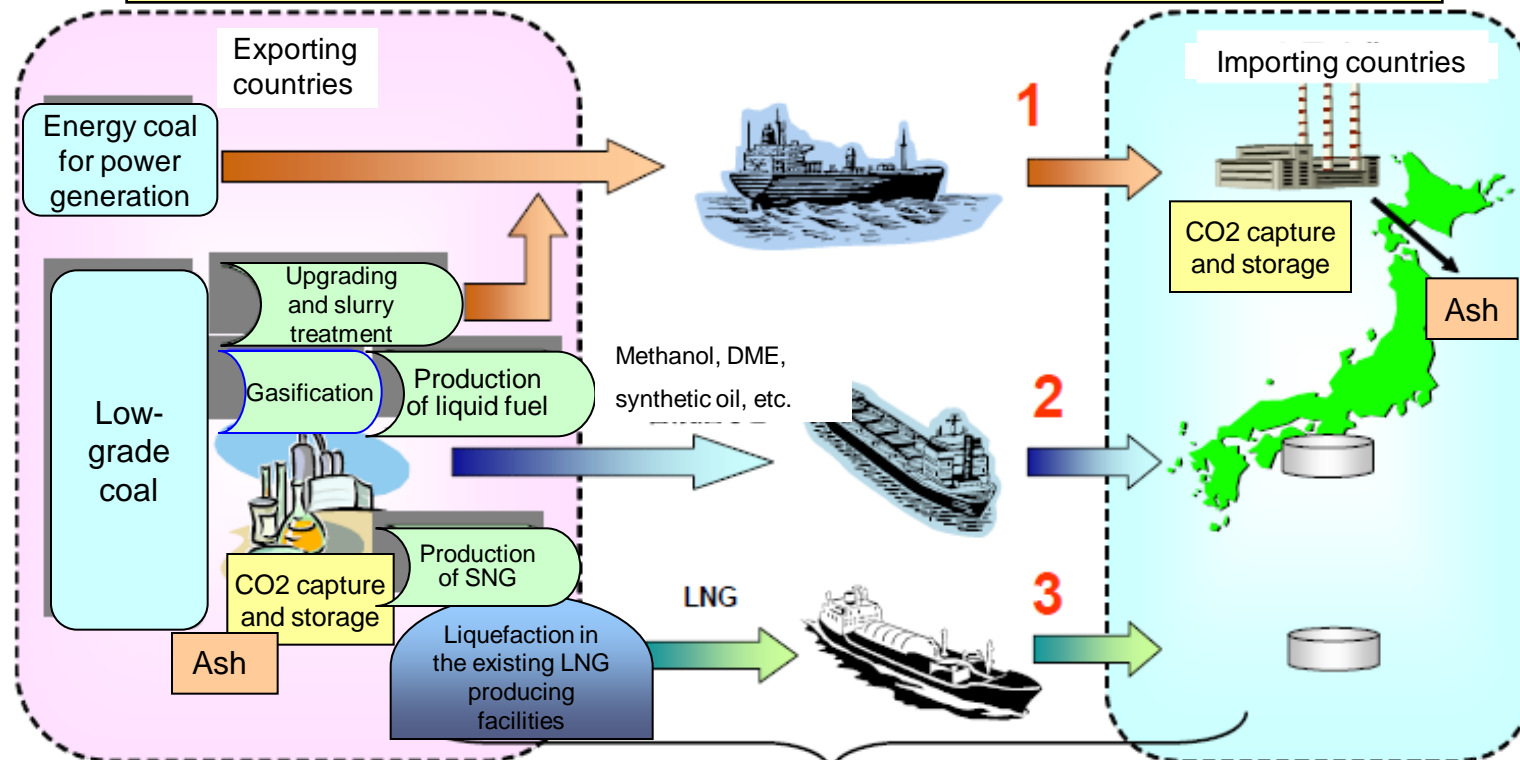 Exporting
countries
Importing countries
1
Energy coal
for power
generation
CO2 capture
and storage
Ash
Upgrading
and slurry
treatment
Low-
grade
coal
Gasification
Production
of liquid fuel
Methanol, DME,
synthetic oil, etc.
2
CO2 capture
and storage
Production
of SNG
Ash
Liquefaction in
the existing LNG
producing
facilities
LNG
3